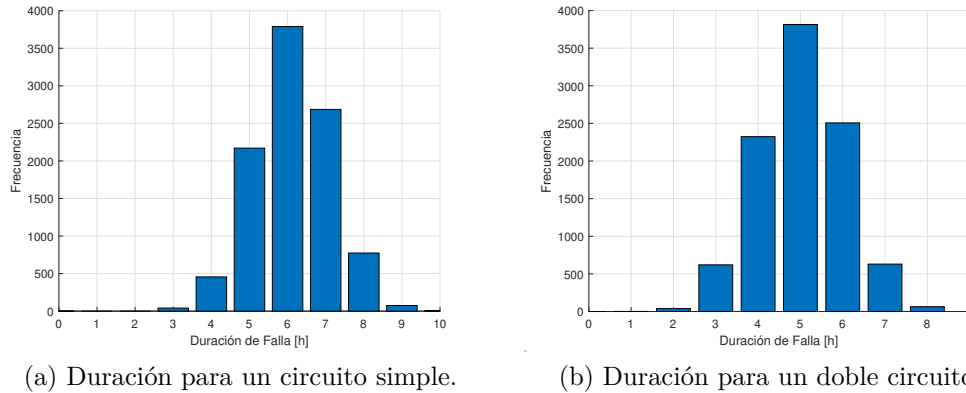 4000
3500
3000
2500
2000
1500
1000
500
0
Frecuencia
0 1 2 3 4 5 6 7 8 9 10
Duración de Falla [h]
(a) Duración para un circuito simple.
4000
3500
3000
2500
2000
1500
1000
500
0
Frecuencia
0 1 2 3 4 5 6 7 8
Duración de Falla [h]
(b) Duración para un doble circuito